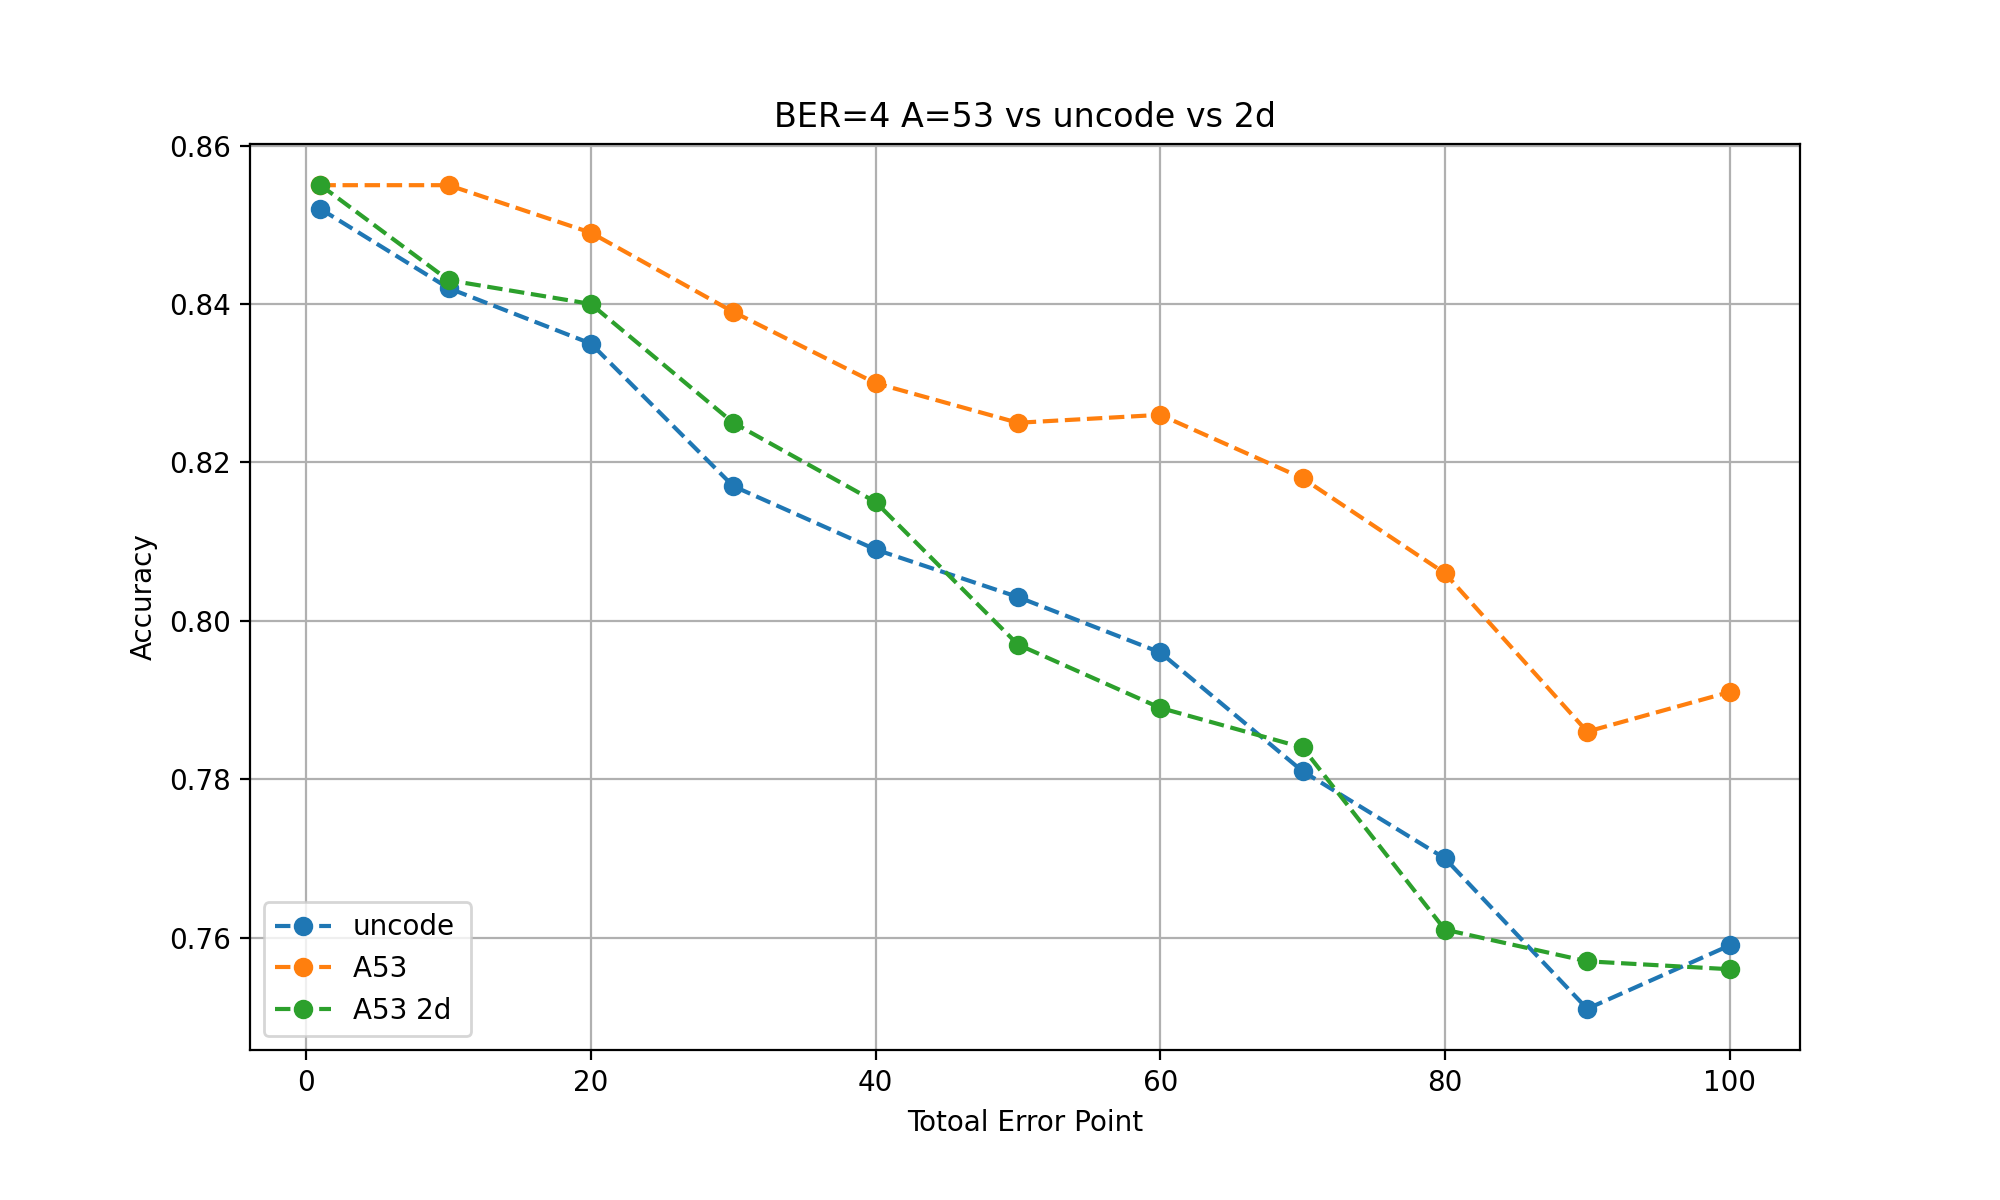 BER=4 A=53 vs uncode vs 2d
0.86
0.84
0.82
0.80
0.78
0.76
Accuracy
uncode
A53
A53 2d
0 20 40 60 80 100
Totoal Error Point